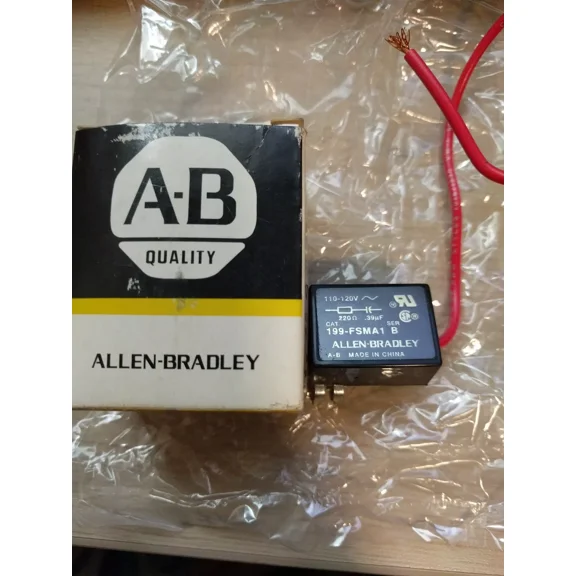 A-B
QUALITY
ALLEN-BRADLEY
110-120V
220Ω .39µF
CAT SER
199-FSMA1 B
ALLEN-BRADLEY
A-B MADE IN CHINA